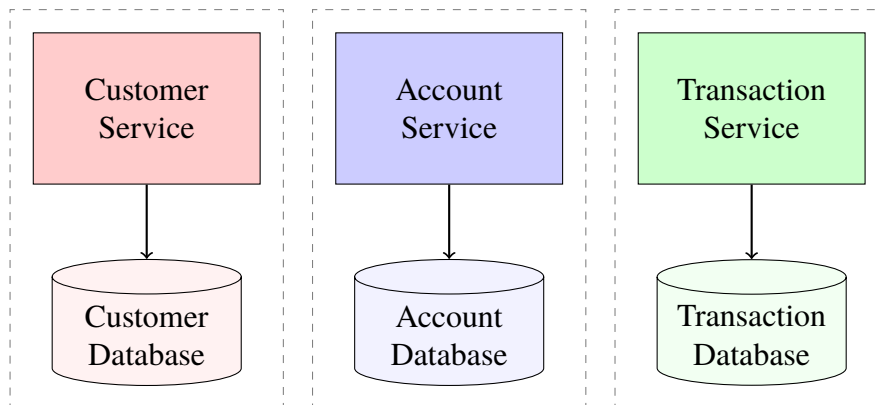 Customer
Service
Account
Service
Transaction
Service
Customer
Database
Account
Database
Transaction
Database